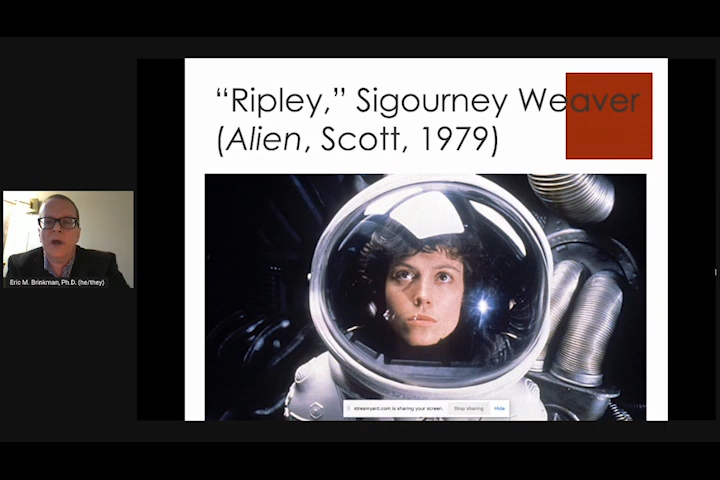 “Ripley,” Sigourney Weaver
(Alien, Scott, 1979)
Eric M. Brinkman, Ph.D. (he/they)
streamyard.com is sharing your screen.
Stop sharing
Hide